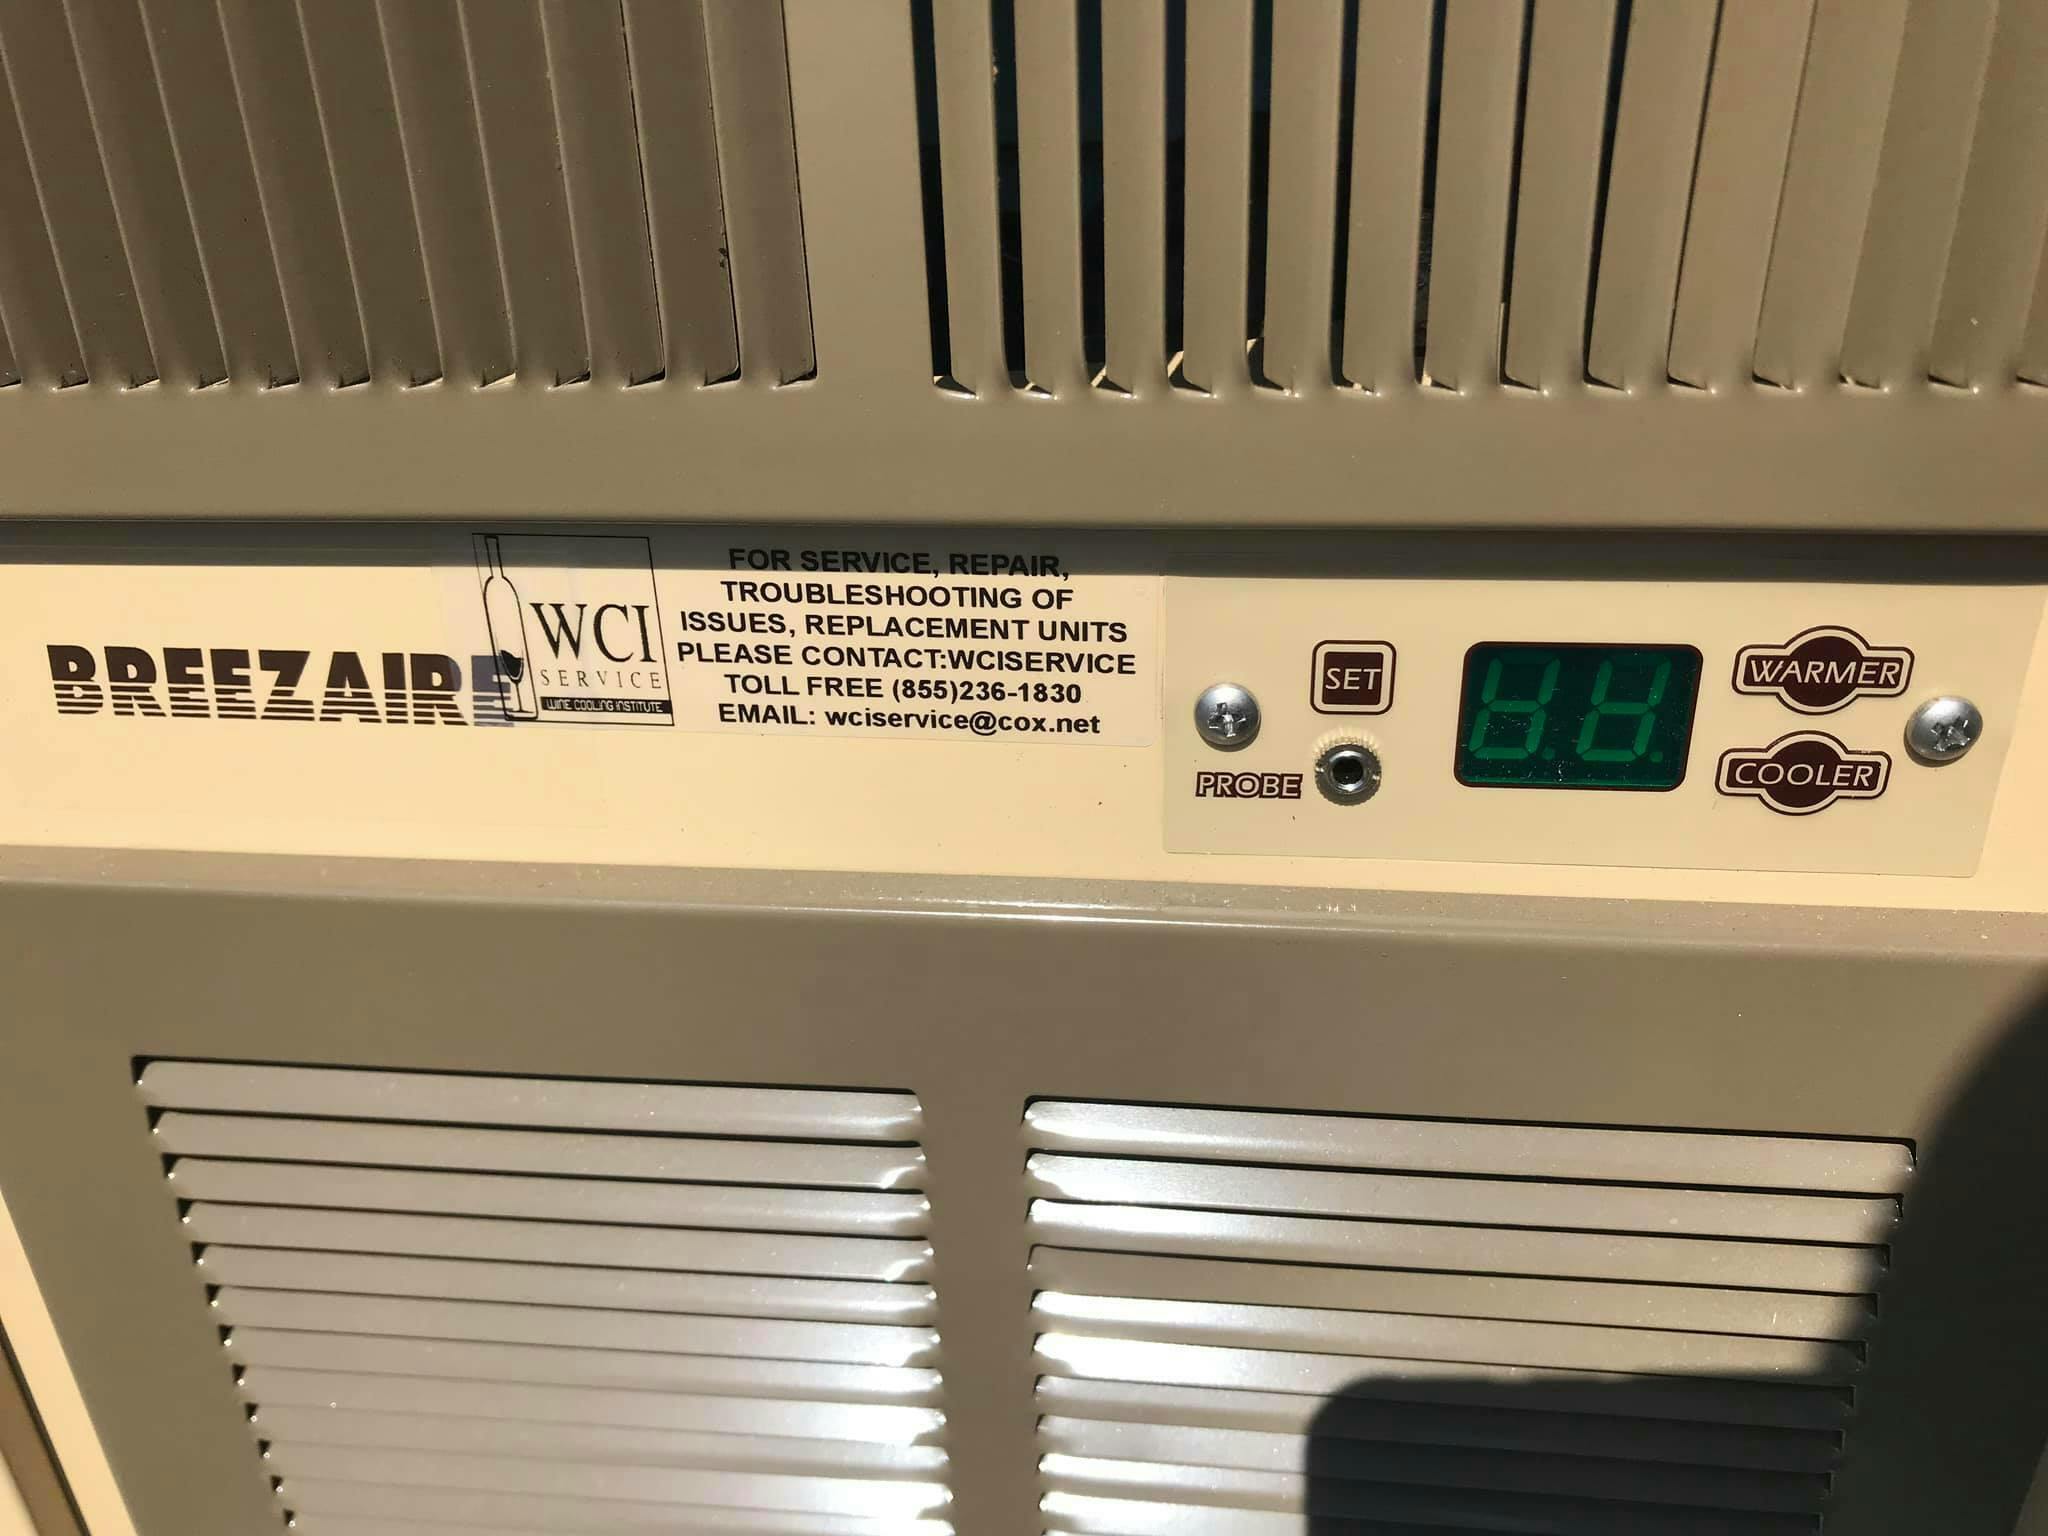 BREEZAIRE
WCI
SERVICE
WINE COOLING INSTITUTE
FOR SERVICE, REPAIR,
TROUBLESHOOTING OF
ISSUES, REPLACEMENT UNITS
PLEASE CONTACT:WCISERVICE
TOLL FREE (855)236-1830
EMAIL: wciservice@cox.net
SET
PROBE
WARMER
COOLER